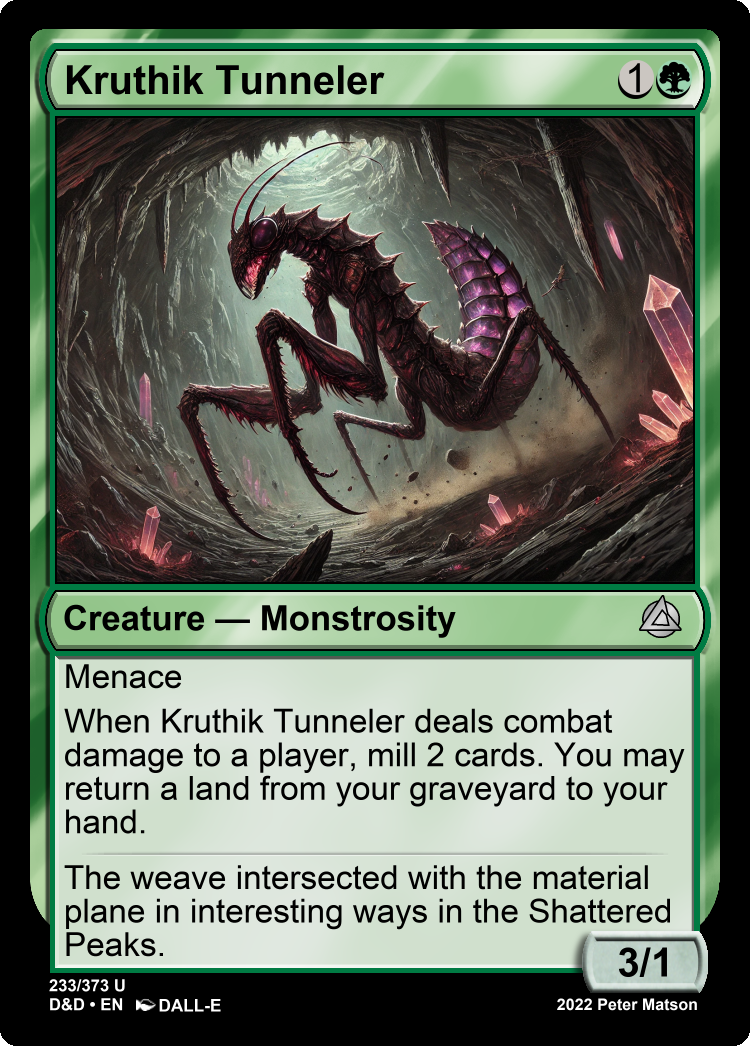 Kruthik Tunneler 1
Creature — Monstrosity
Menace
When Kruthik Tunneler deals combat
damage to a player, mill 2 cards. You may
return a land from your graveyard to your
hand.
The weave intersected with the material
plane in interesting ways in the Shattered
Peaks.
3/1
233/373 U
D&D • EN DALL-E
2022 Peter Matson